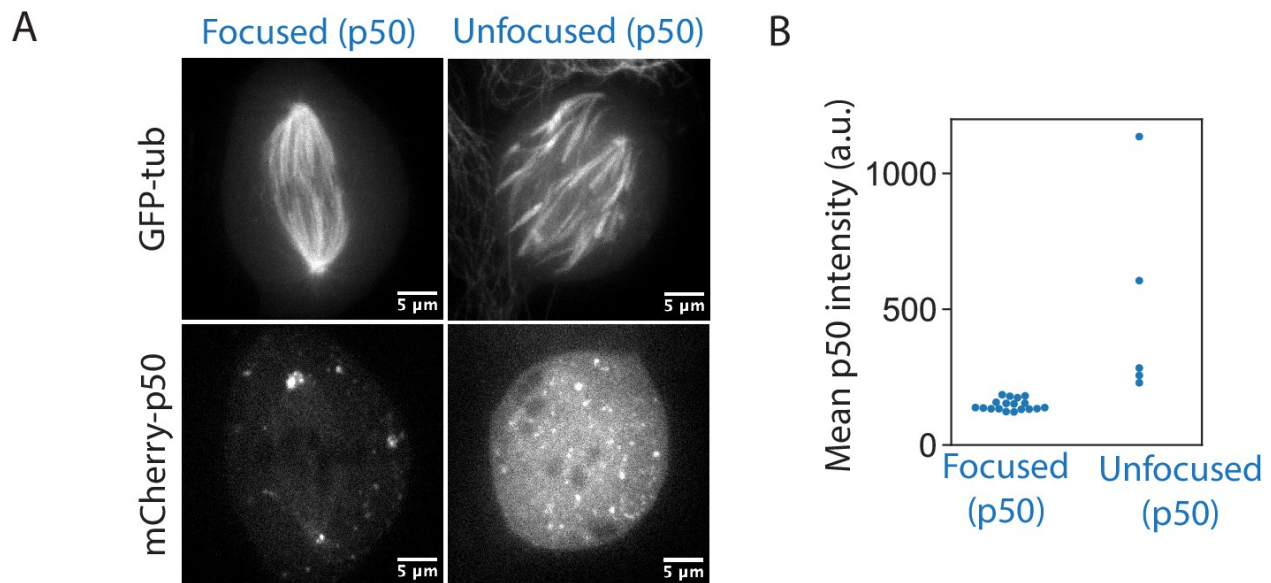 A
Focused (p50)
Unfocused (p50)
GFP-tub
5 µm
5 µm
mCherry-p50
5 µm
5 µm
B
Mean p50 intensity (a.u.)
1000
500
0
Focused
(p50)
Unfocused
(p50)